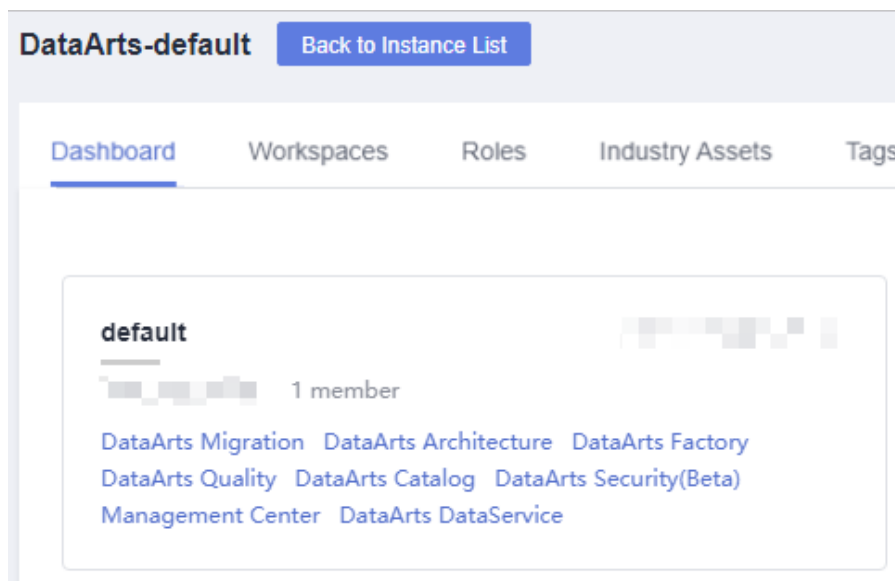 DataArts-default Back to Instance List
Dashboard Workspaces Roles Industry Assets Tags
default
1 member
DataArts Migration DataArts Architecture DataArts Factory
DataArts Quality DataArts Catalog DataArts Security(Beta)
Management Center DataArts DataService